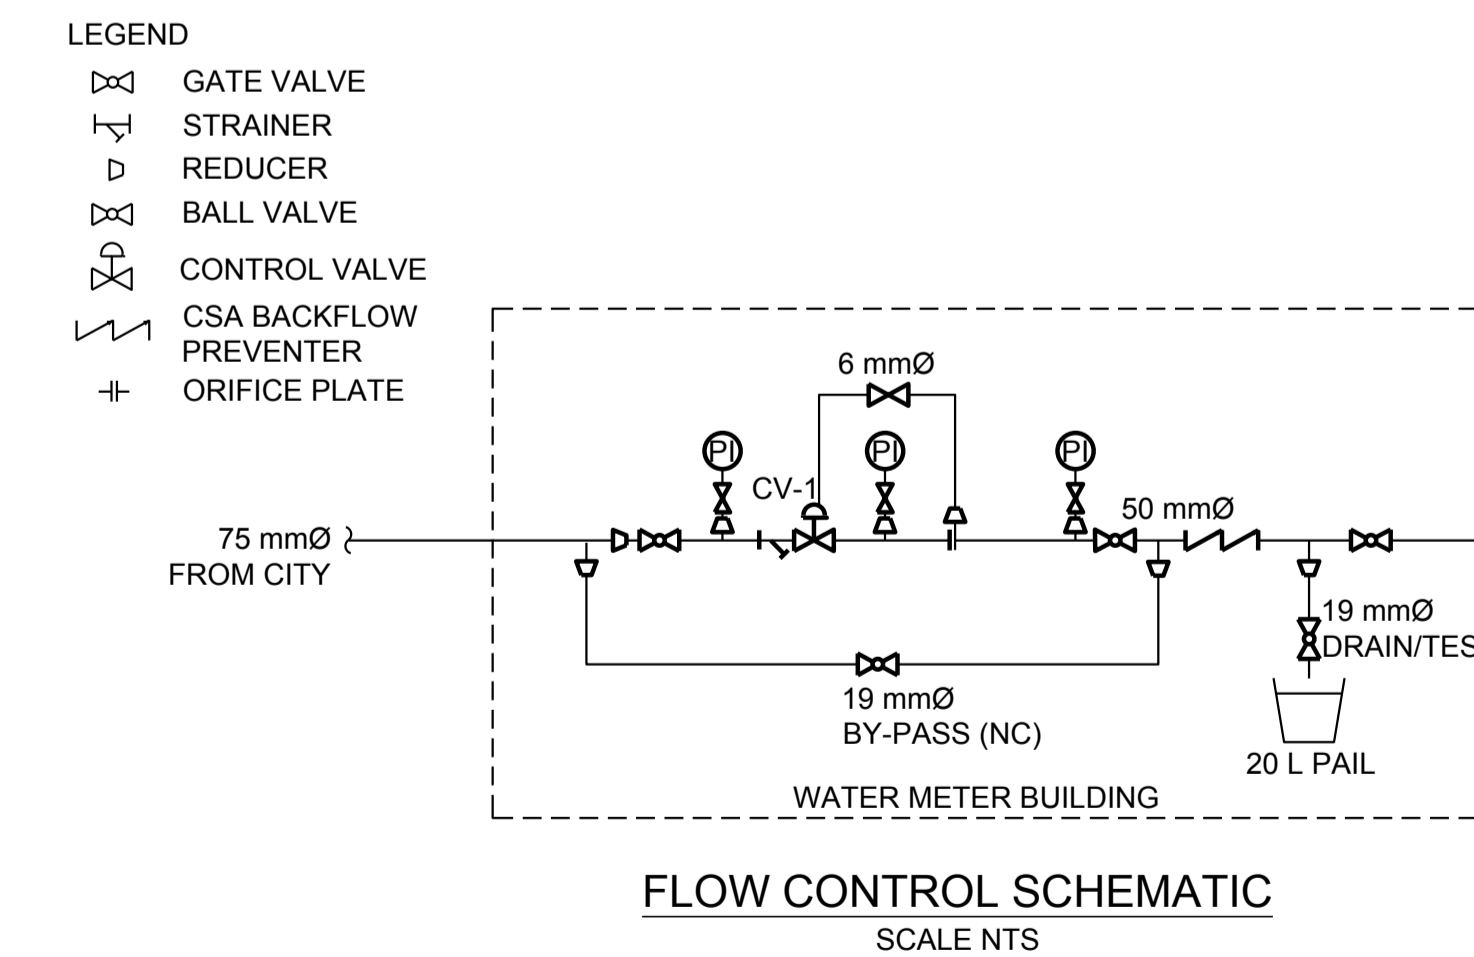 LEGEND
GATE VALVE
STRAINER
REDUCER
BALL VALVE
CONTROL VALVE
CSA BACKFLOW
PREVENTER
ORIFICE PLATE
6 mmØ
PI
PI
PI
CV-1
50 mmØ
75 mmØ
FROM CITY
19 mmØ
DRAIN/TES
19 mmØ
BY-PASS (NC)
20 L PAIL
WATER METER BUILDING
FLOW CONTROL SCHEMATIC
SCALE NTS